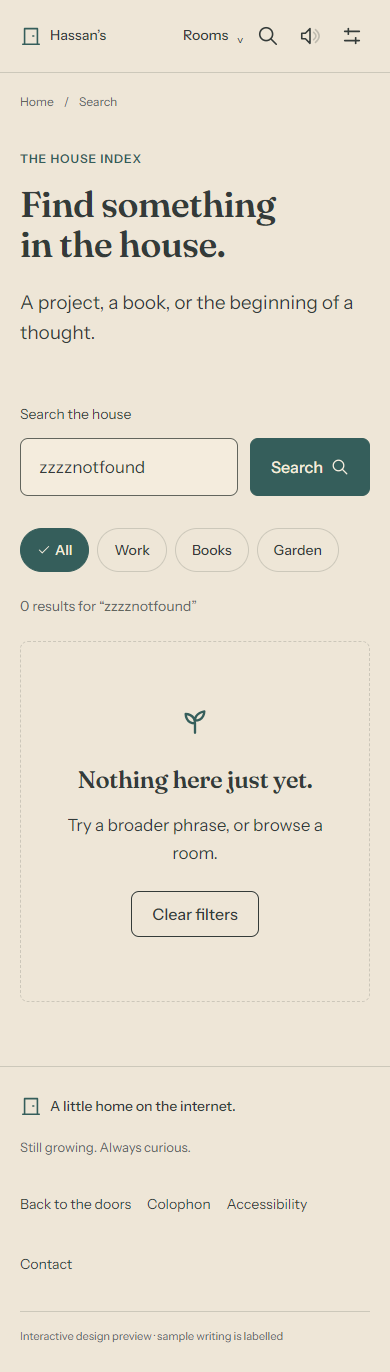 Hassan's
Rooms v
Home / Search
THE HOUSE INDEX
Find something
in the house.
A project, a book, or the beginning of a
thought.
Search the house
zzzznotfound
Search
All
Work
Books
Garden
0 results for “zzzznotfound”
Nothing here just yet.
Try a broader phrase, or browse a
room.
Clear filters
A little home on the internet.
Still growing. Always curious.
Back to the doors
Colophon
Accessibility
Contact
Interactive design preview · sample writing is labelled